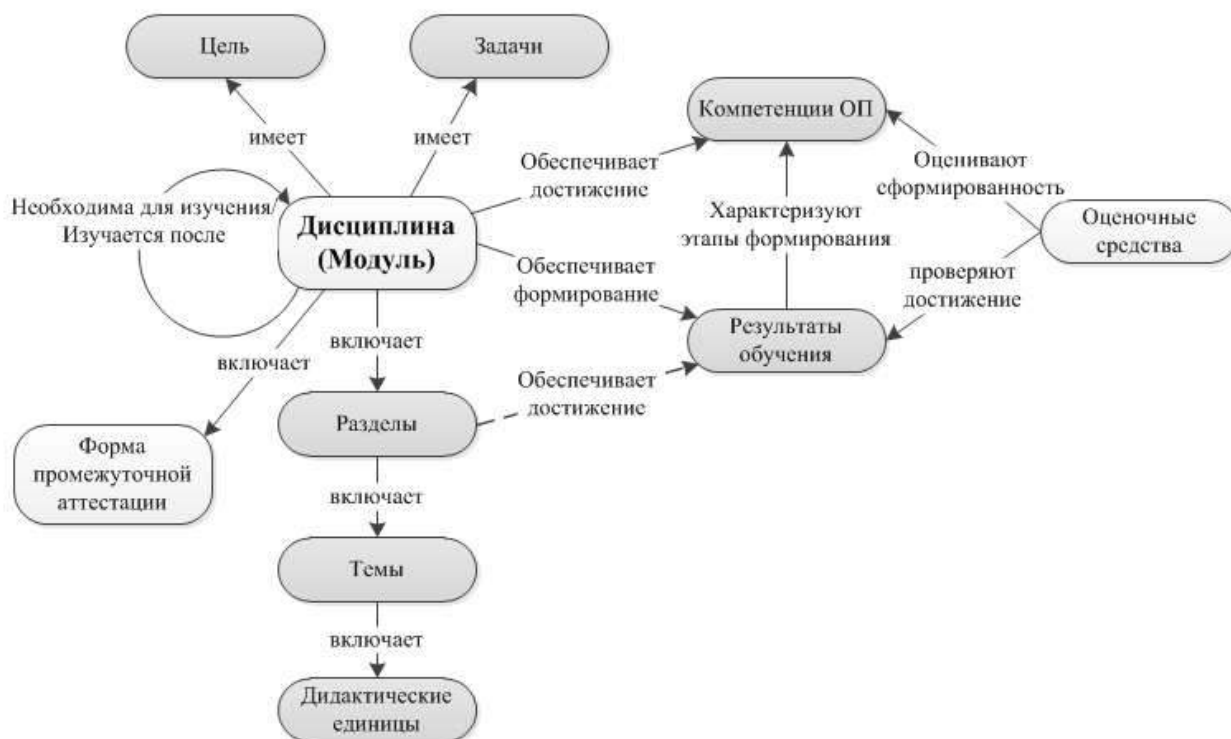 Цель
Задачи
Компетенции ОП
имеет
имеет
Обеспечивает
достижение
Оценивают
сформированность
Необходима для изучения/
Изучается после
Дисциплина
(Модуль)
Характеризуют
этапы формирования
Оценочные
средства
Обеспечивает
формирование
проверяют
достижение
включает
включает
Результаты
обучения
Обеспечивает
достижение
Разделы
Форма
промежуточной
аттестации
включает
Темы
включает
Дидактические
единицы